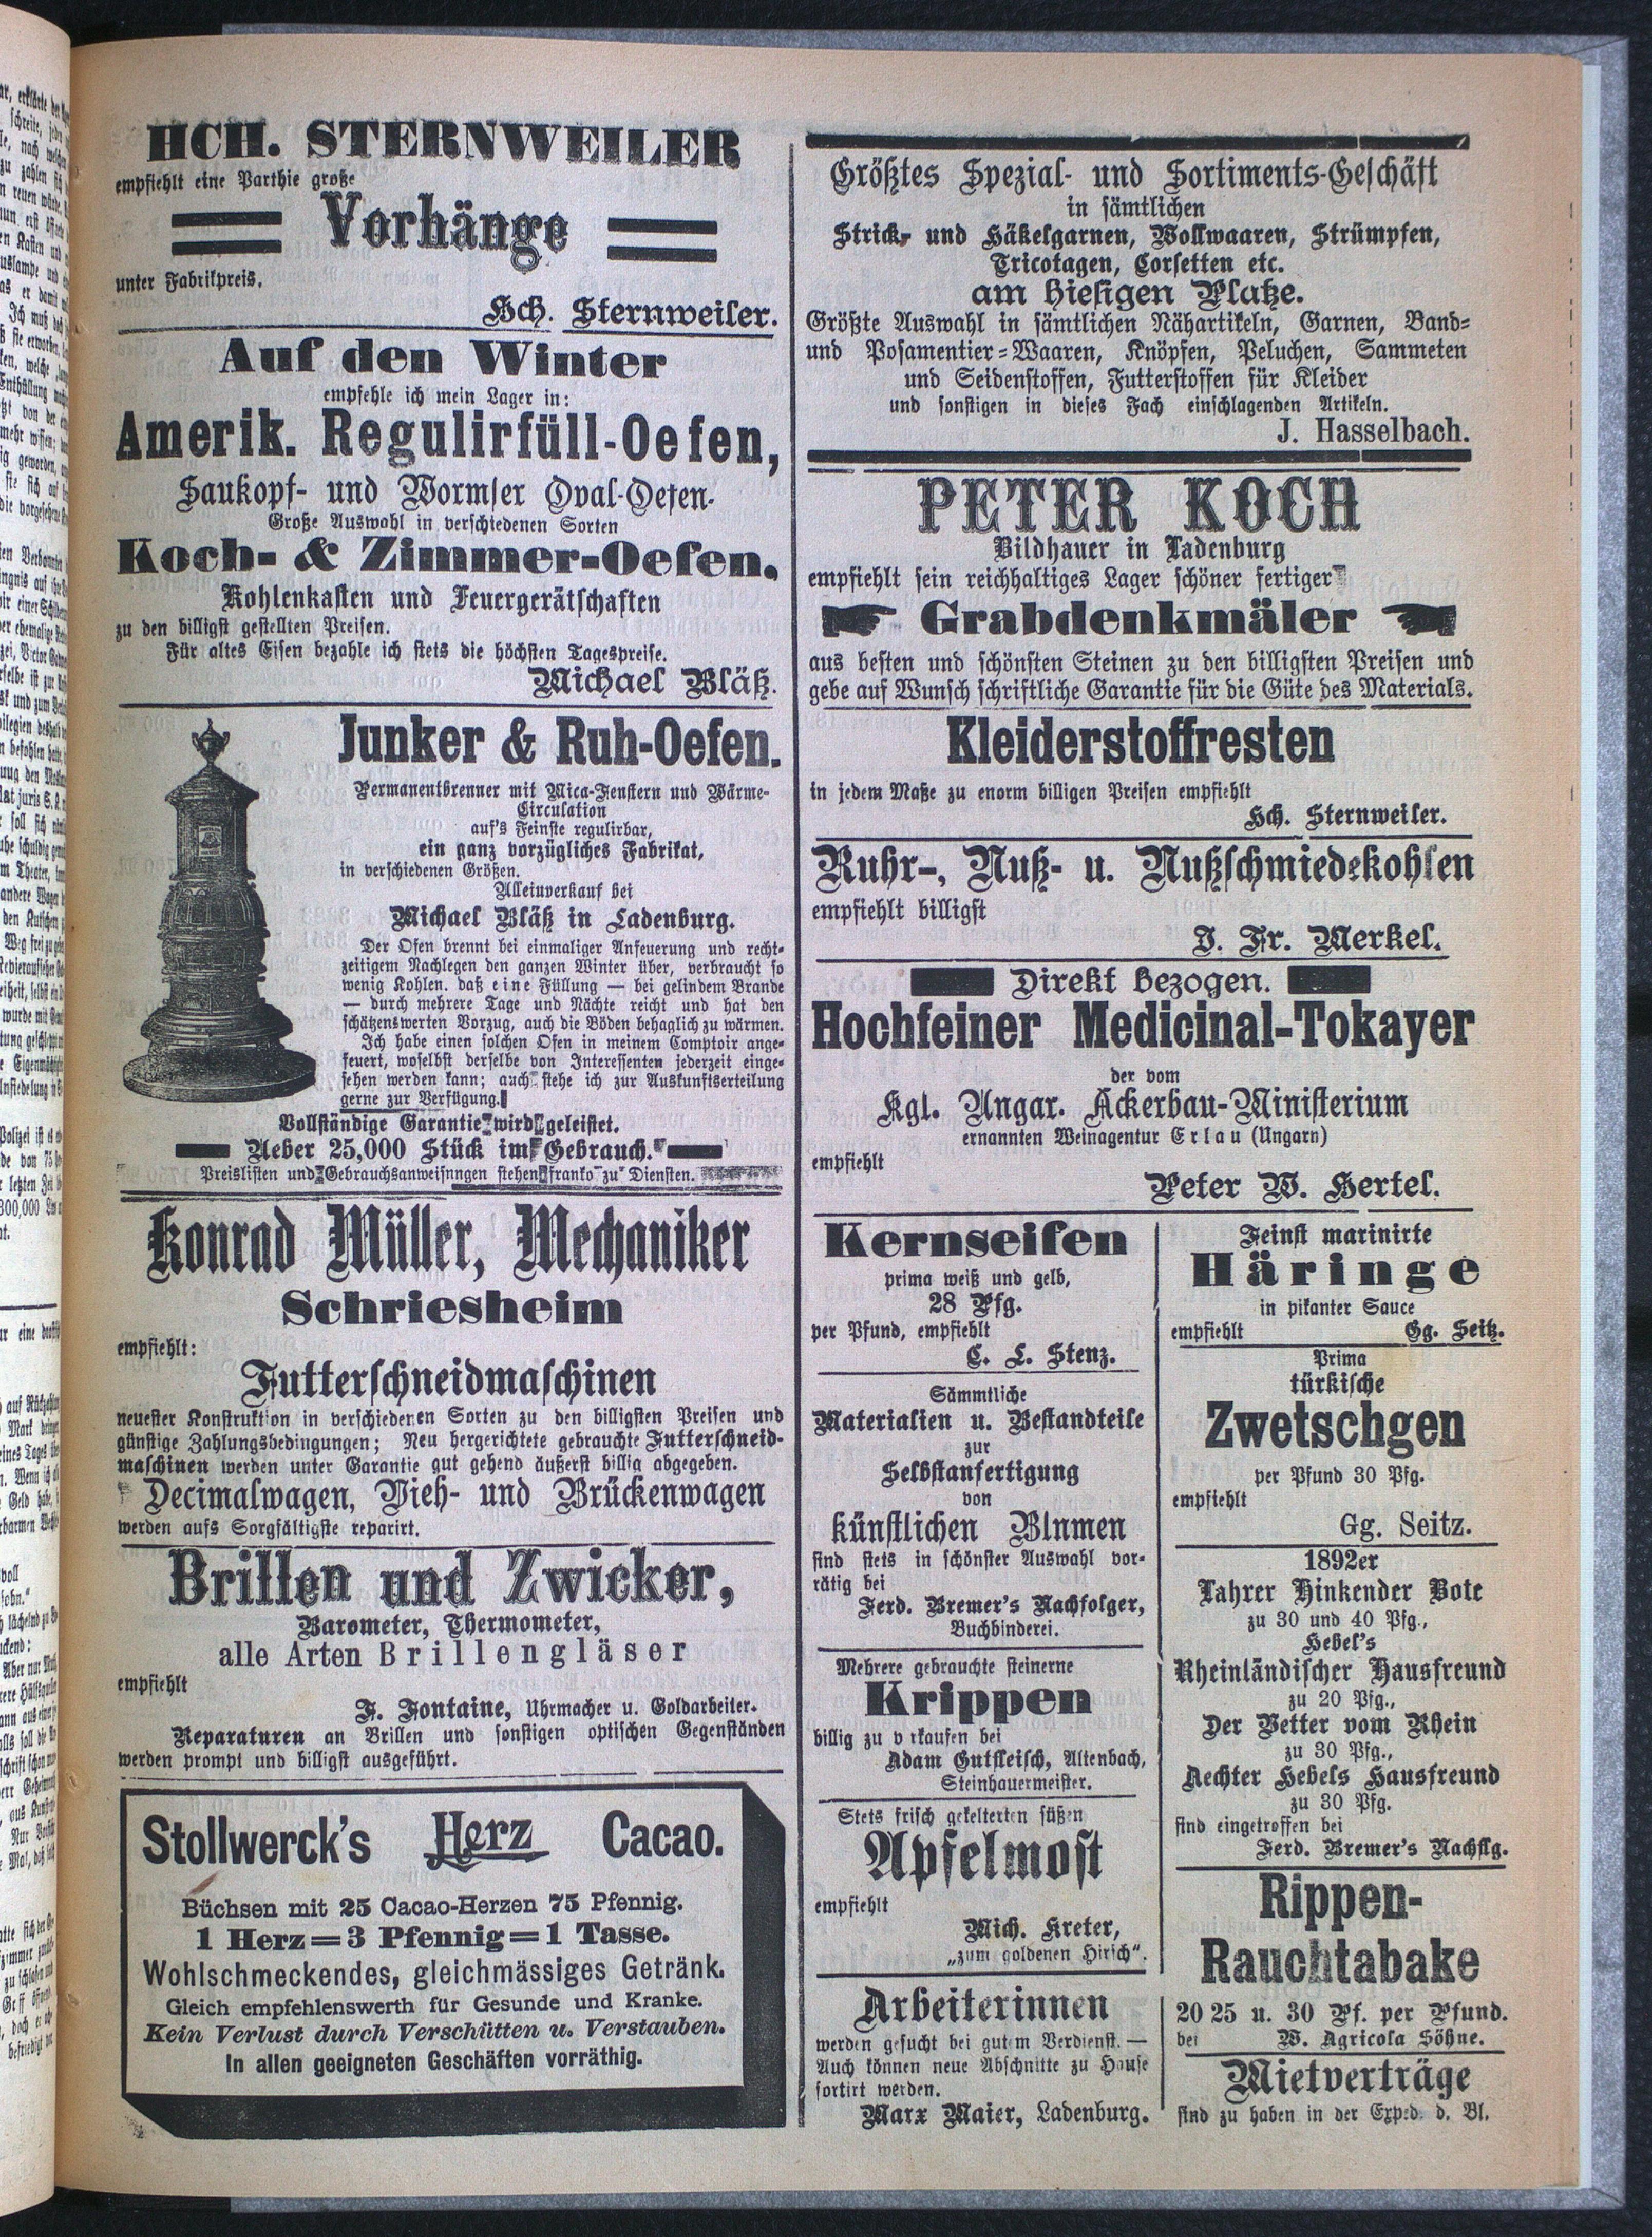 HCH. STERNWEILER
empfiehlt eine Parthie große
Vorhänge
unter Fabrikpreis.
Hch. Sternweiler.
Auf den Winter
empfehle ich mein Lager in:
Amerik. Regulirfüll-Oefen,
Saukopf- und Wormser Oval-Oefen.
Große Auswahl in verschiedenen Sorten
Koch- & Zimmer-Oefen.
Kohlenkasten und Feuergerätschaften
zu den billigst gestellten Preisen.
Für altes Eisen bezahle ich stets die höchsten Tagespreise.
Michael Bläß.
Junker & Ruh-Oefen.
Permanentbrenner mit Mica-Fenstern und Wärme-
Circulation
auf's Feinste regulirbar,
ein ganz vorzügliches Fabrikat,
in verschiedenen Größen.
Alleinverkauf bei
Michael Bläß in Ladenburg.
Der Ofen brennt bei einmaliger Anfeuerung und recht-
zeitigem Nachlegen den ganzen Winter über, verbraucht so
wenig Kohlen. daß eine Füllung — bei gelindem Brande
— durch mehrere Tage und Nächte reicht und hat den
schätzenswerten Vorzug, auch die Böden behaglich zu wärmen.
Ich habe einen solchen Ofen in meinem Comptoir ange-
feuert, woselbst derselbe von Interessenten jederzeit einge-
sehen werden kann; auch stehe ich zur Auskunftserteilung
gerne zur Verfügung.
Vollständige Garantie wird geleistet.
Ueber 25,000 Stück im Gebrauch.
Preislisten und Gebrauchsanweisnngen stehen franko zu Diensten.
Konrad Müller, Mechaniker
Schriesheim
empfiehlt:
Futterschneidmaschinen
neuester Konstruktion in verschiedenen Sorten zu den billigsten Preisen und
günstige Zahlungsbedingungen; Neu hergerichtete gebrauchte Futterschneid-
maschinen werden unter Garantie gut gehend äußerst billig abgegeben.
Decimalwagen, Vieh- und Brückenwagen
werden aufs Sorgfältigste reparirt.
Brillen und Zwicker,
Barometer, Thermometer,
alle Arten Brillengläser
empfiehlt
F. Fontaine, Uhrmacher u. Goldarbeiter.
Reparaturen an Brillen und sonstigen optischen Gegenständen
werden prompt und billigst ausgeführt.
Stollwerck's Herz Cacao.
Büchsen mit 25 Cacao-Herzen 75 Pfennig.
1 Herz = 3 Pfennig = 1 Tasse.
Wohlschmeckendes, gleichmässiges Getränk.
Gleich empfehlenswerth für Gesunde und Kranke.
Kein Verlust durch Verschütten u. Verstauben.
In allen geeigneten Geschäften vorräthig.
Größtes Spezial- und Sortiments-Geschäft
in sämtlichen
Strick- und Häkelgarnen, Wollwaaren, Strümpfen,
Tricotagen, Corsetten etc.
am hiesigen Platze.
Größte Auswahl in sämtlichen Nähartikeln, Garnen, Band-
und Posamentier-Waaren, Knöpfen, Peluchen, Sammeten
und Seidenstoffen, Futterstoffen für Kleider
und sonstigen in dieses Fach einschlagenden Artikeln.
J. Hasselbach.
PETER KOCH
Bildhauer in Ladenburg
empfiehlt sein reichhaltiges Lager schöner fertiger
Grabdenkmäler
aus besten und schönsten Steinen zu den billigsten Preisen und
gebe auf Wunsch schriftliche Garantie für die Güte des Materials.
Kleiderstoffresten
in jedem Maße zu enorm billigen Preisen empfiehlt
Hch. Sternweiler.
Ruhr-, Nuß- u. Nußschmiedekohlen
empfiehlt billigst
J. Fr. Merkel.
Direkt bezogen.
Hochfeiner Medicinal-Tokayer
der vom
Kgl. Ungar. Ackerbau-Ministerium
ernannten Weinagentur Erlau (Ungarn)
empfiehlt
Peter W. Hertel.
Kernseifen
prima weiß und gelb,
28 Pfg.
per Pfund, empfiehlt
C. L. Stenz.
Sämmtliche
Materialien u. Bestandteile
zur
Selbstanfertigung
von
künstlichen Blnmen
sind stets in schönster Auswahl vor-
rätig bei
Ferd. Bremer's Nachfolger,
Buchbinderei.
Mehrere gebrauchte steinerne
Krippen
billig zu v rkaufen bei
Adam Gutfleisch, Altenbach,
Steinhauermeister.
Stets frisch gekelterten süßen
Apfelmost
empfiehlt
Mich. Kreter,
„zum goldenen Hirsch“.
Arbeiterinnen
werden gesucht bei gutem Verdienst. —
Auch können neue Abschnitte zu Hause
sortirt werden.
Marx Maier, Ladenburg.
Feinst marinirte
Häringe
in pikanter Sauce
empfiehlt Gg. Seitz.
Prima
türkische
Zwetschgen
per Pfund 30 Pfg.
empfiehlt
Gg. Seitz.
1892er
Lahrer Hinkender Bote
zu 30 und 40 Pfg.,
Hebel's
Rheinländischer Hausfreund
zu 20 Pfg.,
Der Vetter vom Rhein
zu 30 Pfg.,
Aechter Hebels Hausfreund
zu 30 Pfg.
sind eingetroffen bei
Ferd. Bremer's Nachflg.
Rippen-
Rauchtabake
20 25 u. 30 Pf. per Pfund.
bei W. Agricola Söhne.
Mietverträge
sind zu haben in der Exped. d. Bl.